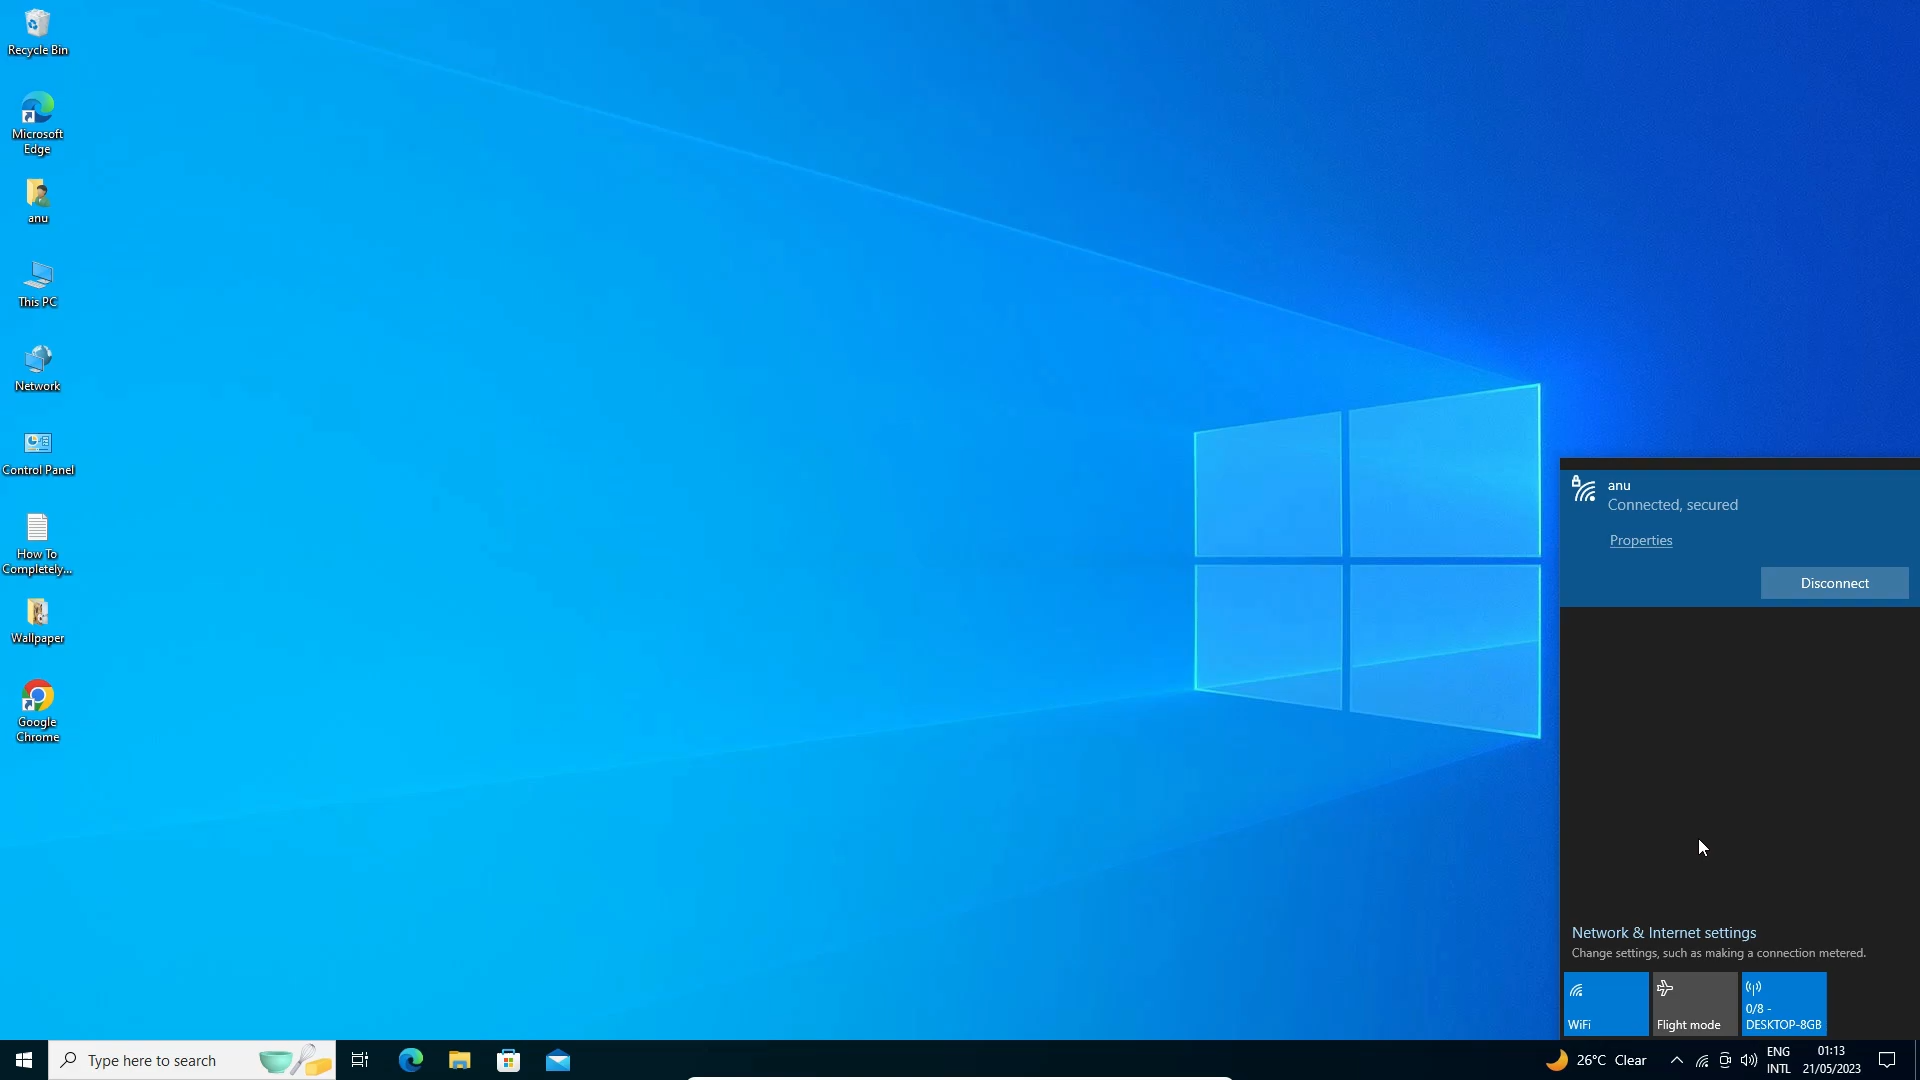 Recycle Bin
Microsoft
Edge
anu
This PC
Network
Control Panel
How To
Completely...
Wallpaper
Google
Chrome
anu
Connected, secured
Properties
Disconnect
Network & Internet settings
Change settings, such as making a connection metered.
WiFi
Flight mode
0/8 -
DESKTOP-8GB
Type here to search
26°C Clear
ENG
INTL
01:13
21/05/2023